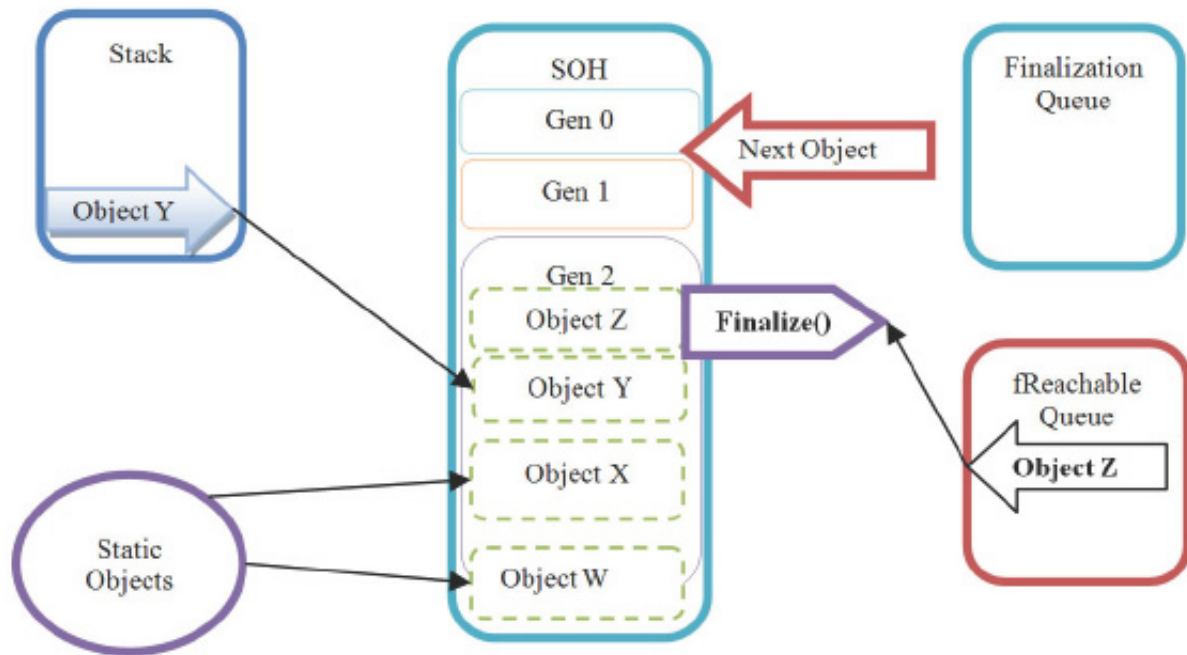 Stack
Object Y
SOH
Gen 0
Gen 1
Gen 2
Object Z
Object Y
Object X
Object W
Next Object
Finalize()
Finalization
Queue
fReachable
Queue
Object Z
Static
Objects